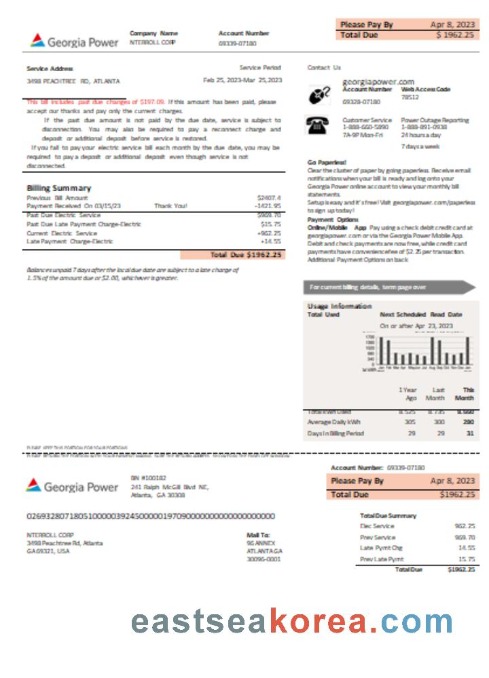 Georgia Power
Company Name
NTERROLL CORP
Account Number
09339-07180
Please Pay By Apr 8, 2023
Total Due $ 1962.25
Service Address
3498 PEACHTREE RD, ATLANTA
Service Period
Feb 25, 2023-Mar 25,2023
This bill includes past due charges of $197.09. If this amount has been paid, please
accept our thanks and pay only the current charges.
If the past due amount is not paid by the due date, service is subject to
disconnection. You may also be required to pay a reconnect charge and
deposit or additional deposit before service is restored.
If you fail to pay your electric service bill each month by the due date, you may be
required to pay a deposit or additional deposit even though service is not
disconnected.
Billing Summary
Previous Bill Amount $2407.4
Payment Received On 03/15/23 Thank You! -1421.95
Past Due Electric Service $969.70
Past Due Late Payment Charge-Electric $15.75
Current Electric Service +962.25
Late Payment Charge-Electric +14.55
Total Due $1962.25
Balances unpaid 7 days after the local due date are subject to a late charge of
1.5% of the amount due or $2.00, whichever is greater.
Contact Us
georgiapower.com
Account Number Web Access Code
09328-07180 78512
Customer Service Power Outage Reporting
1-888-660-5890 1-888-891-0938
7A-9P Mon-Fri 24 hours a day
7 days a week
Go Paperless!
Clear the clutter of paper by going paperless. Receive email
notifications when your bill is ready and log onto your
Georgia Power online account to view your monthly bill
statements.
Setup is easy and it's free! Visit georgiapower.com/paperless
to sign up today!
Payment Options
Online/Mobile App Pay using a check debit credit card at
georgiapower.com or via the Georgia Power Mobile App.
Debit and check payments are now free, while credit card
payments have convenience fee of $2.25 per transaction.
Additional Payment Options on back
For current billing details, turn page over
Usage Information
Total Used Next Scheduled Read Date
On or after Apr 23, 2023
1 Year Ago Last Month This Month
Total kWh Used 8.525 8.735 8.680
Average Daily kWh 305 300 280
Days In Billing Period 29 29 31
Georgia Power
BIN #100182
241 Ralph McGill Blvd NE,
Atlanta, GA 30308
Account Number: 09339-07180
Please Pay By Apr 8, 2023
Total Due $1962.25
NTERROLL CORP
3498 Peachtree Rd, Atlanta
GA 69321, USA
Mail To:
96 ANNEX
ATLANTA GA
30096-0001
Total Due Summary
Elec Service 962.25
Prev Service 969.70
Late Pymt Chg 14.55
Prev Late Pymt 15.75
Total Due $1962.25
eastseakorea.com